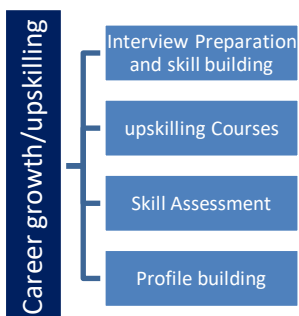 Career growth/upskilling
Interview Preparation
and skill building
upskilling Courses
Skill Assessment
Profile building